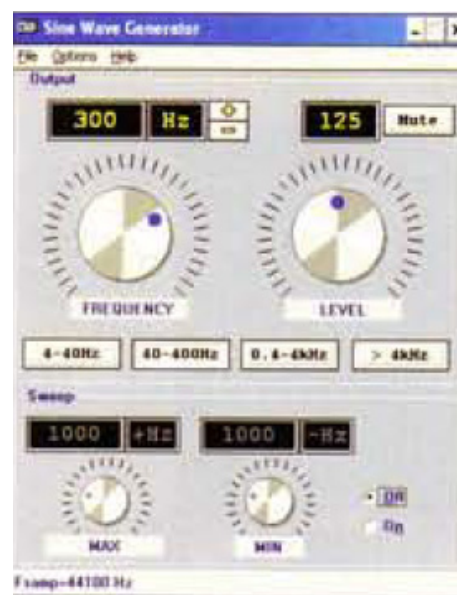 Sine Wave Generator
File Options Help
Output
300 Hz 125 Mute
FREQUENCY LEVEL
4-40Hz 40-400Hz 0.4-4kHz > 4kHz
Sweep
1000 +Hz 1000 -Hz
Off
On
MAX MIN
Fsamp=44100 Hz